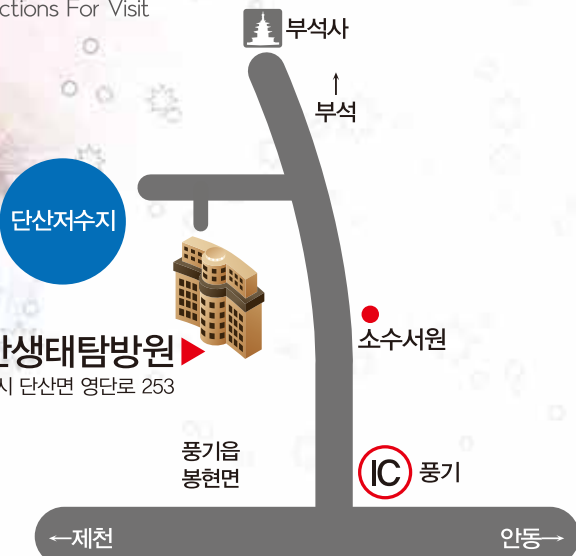 ctions For Visit
부석사
↑
부석
단산저수지
소수서원
안생태탐방원
시 단산면 영단로 253
풍기읍
봉현면
IC 풍기
←제천
안동→